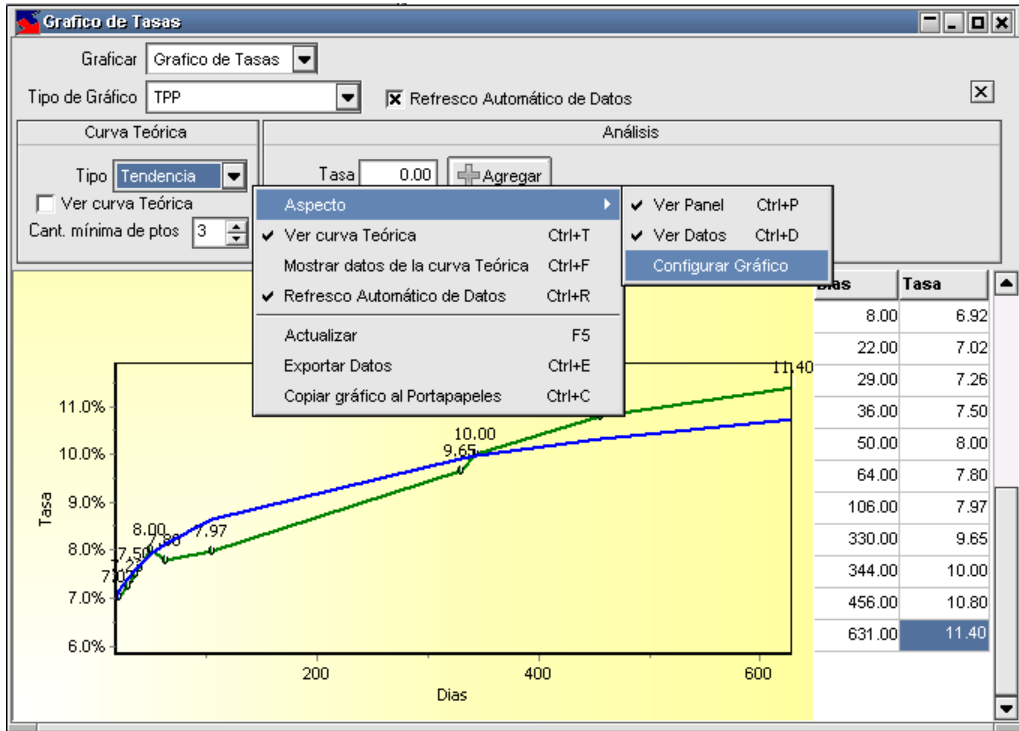 Grafico de Tasas
Graficar Grafico de Tasas
Tipo de Gráfico TPP Refresco Automático de Datos
Curva Teórica Análisis
Tipo Tendencia Tasa 0.00 Agregar
Ver curva Teórica
Cant. mínima de ptos 3
Aspecto
Ver curva Teórica Ctrl+T
Mostrar datos de la curva Teórica Ctrl+F
Refresco Automático de Datos Ctrl+R
Actualizar F5
Exportar Datos Ctrl+E
Copiar gráfico al Portapapeles Ctrl+C
Ver Panel Ctrl+P
Ver Datos Ctrl+D
Configurar Gráfico
Tasa
8.00 6.92
22.00 7.02
29.00 7.26
36.00 7.50
50.00 8.00
64.00 7.80
106.00 7.97
330.00 9.65
344.00 10.00
456.00 10.80
631.00 11.40
11.40
11.0%
10.00
10.0% 9.65
9.0%
8.00 7.97
8.0% 7.50
7.0%
6.0%
Tasa
200 400 600
Dias